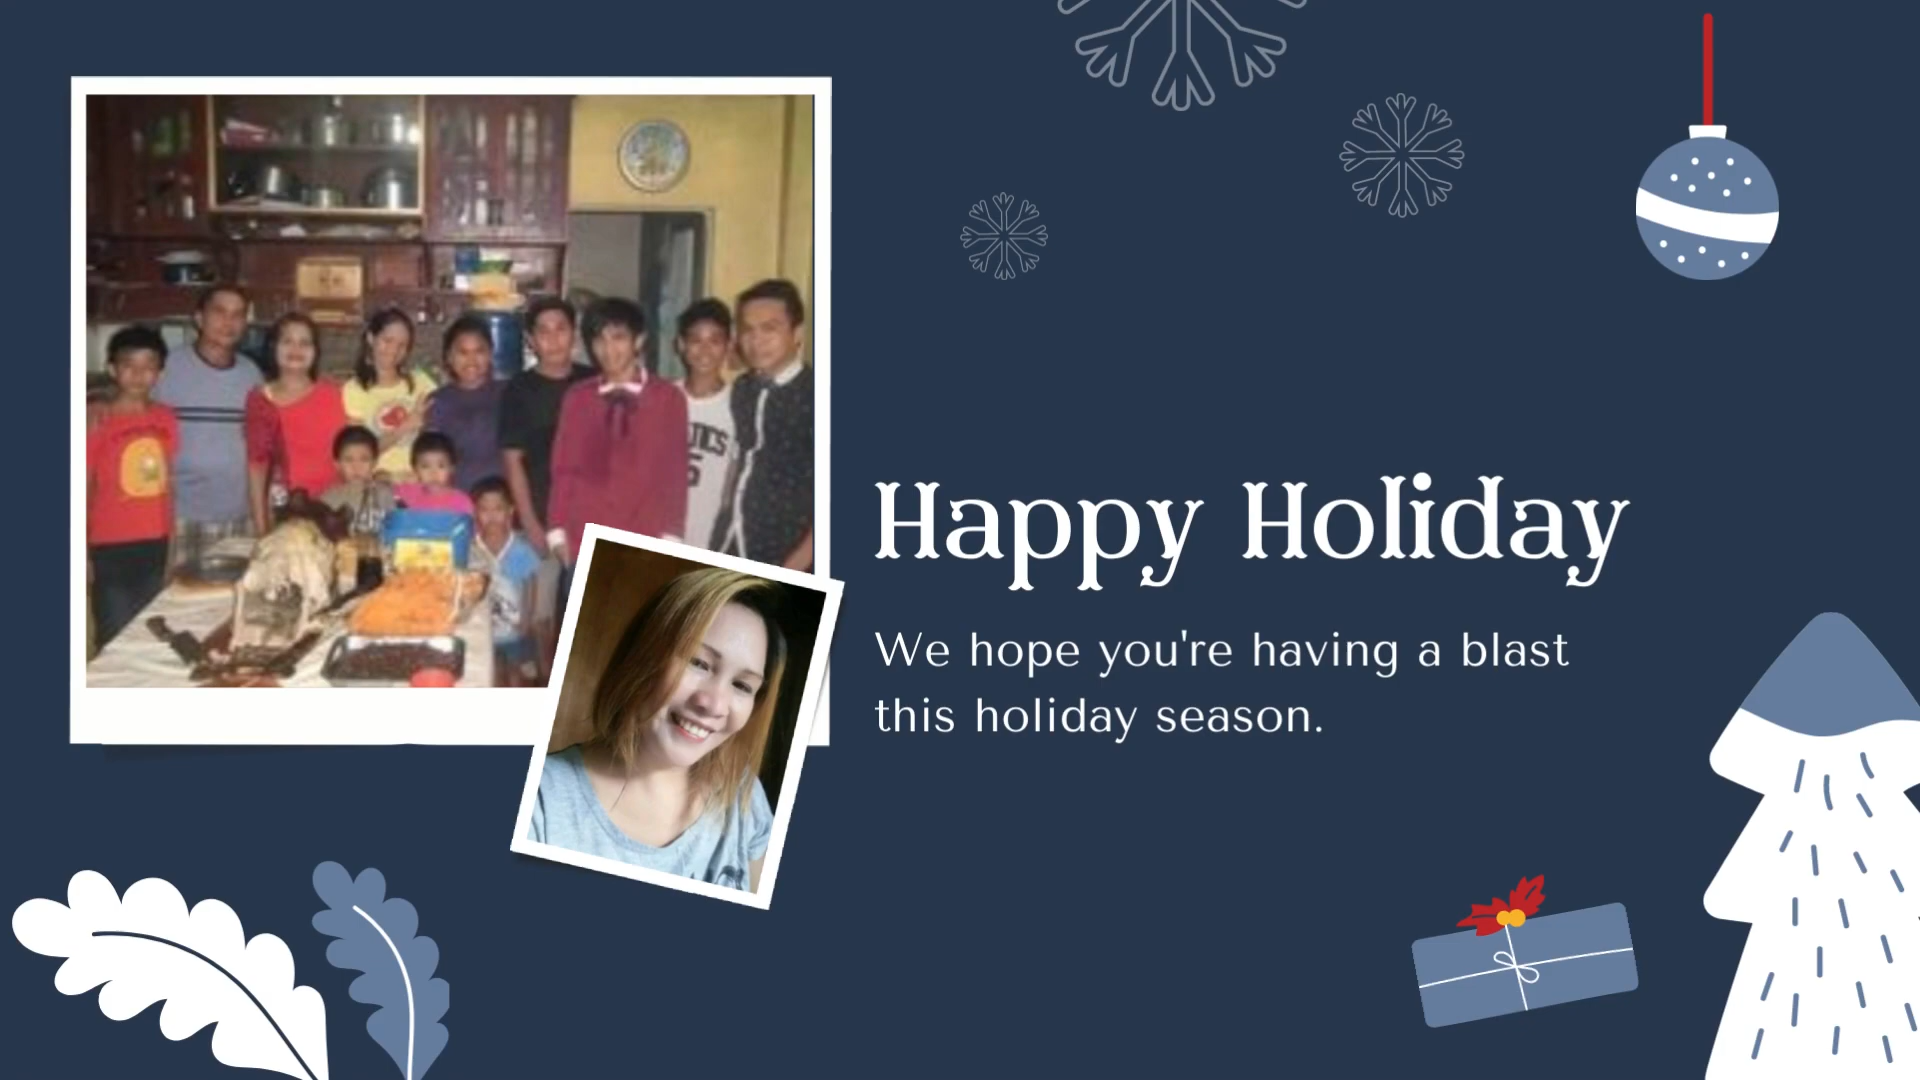 Happy Holiday
We hope you're having a blast
this holiday season.